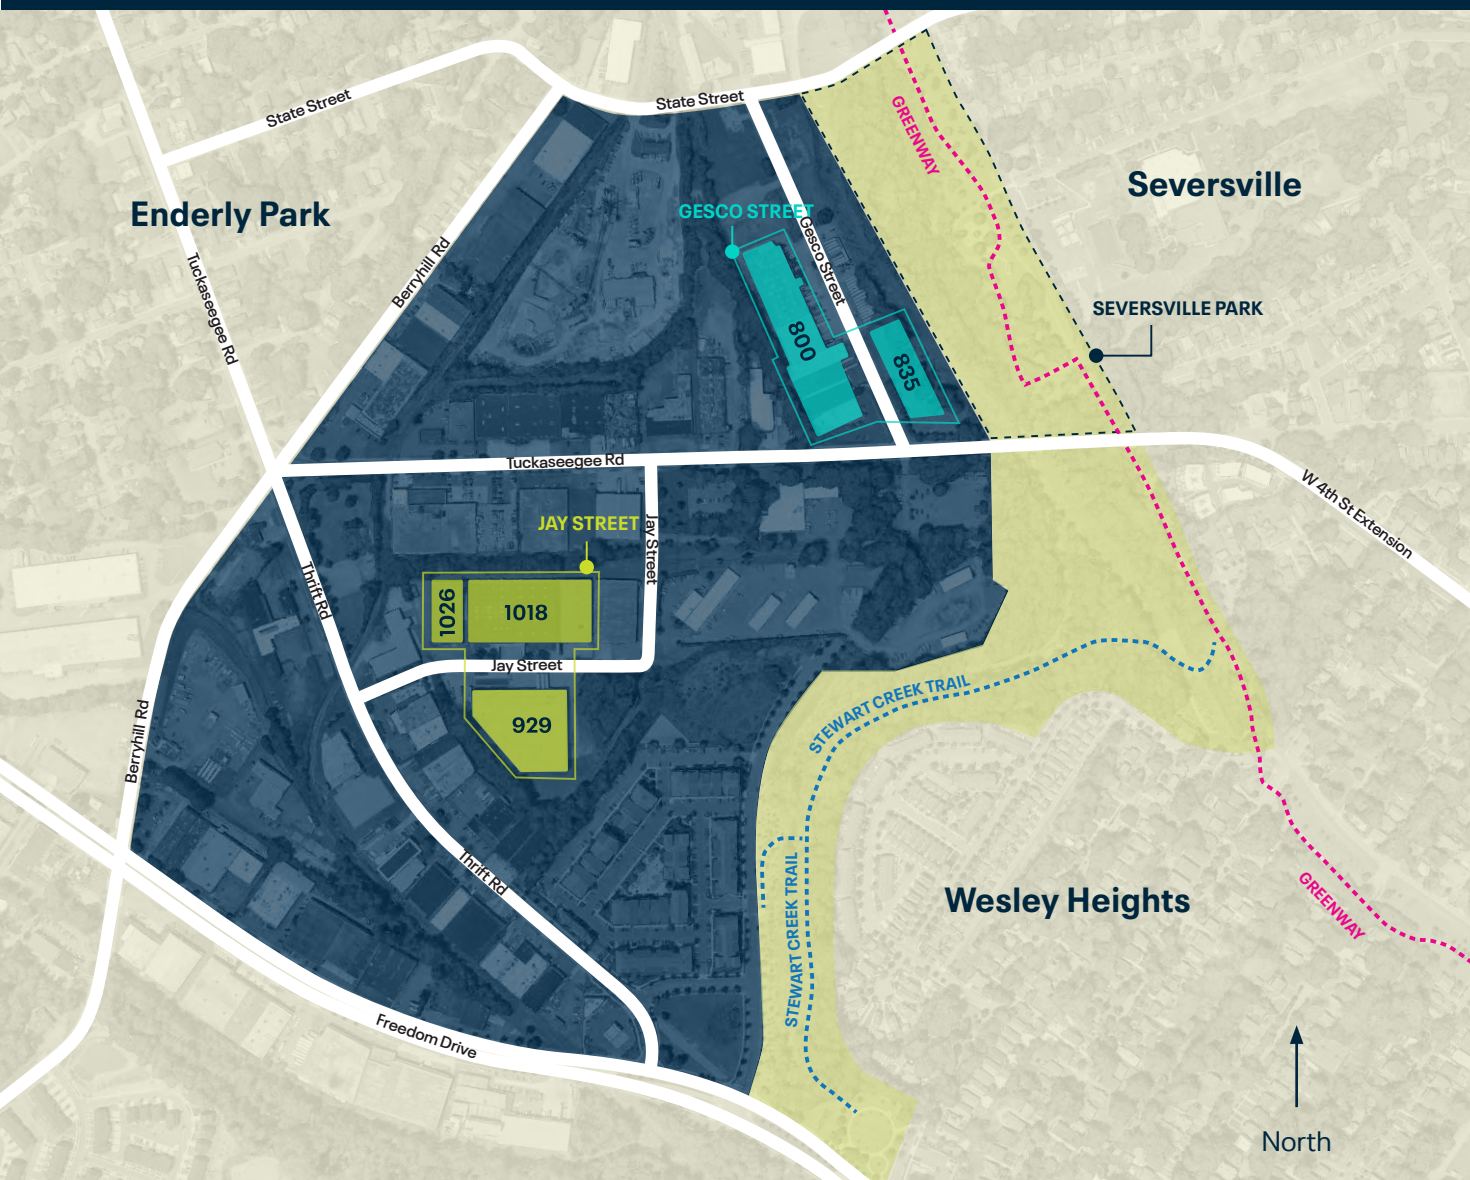 State Street
State Street
GREENWAY
Seversville
Enderly Park
GESCO STREET
Gesco Street
Berryhill Rd
Tuckaseegee Rd
SEVERSVILLE PARK
800
835
Tuckaseegee Rd
W 4th St Extension
JAY STREET
Jay Street
Thrift Rd
1026
1018
Jay Street
STEWART CREEK TRAIL
929
Berryhill Rd
Thrift Rd
STEWART CREEK TRAIL
Wesley Heights
GREENWAY
Freedom Drive
North